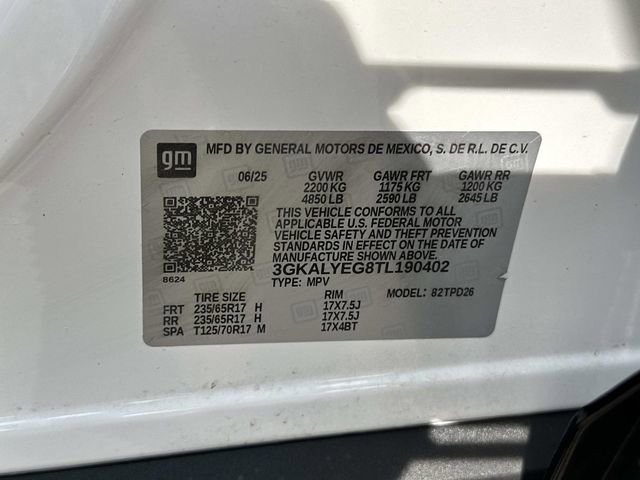 gm
MFD BY GENERAL MOTORS DE MEXICO, S. DE R.L. DE C.V.
06/25 GVWR GAWR FRT GAWR RR
2200 KG 1175 KG 1200 KG
4850 LB 2590 LB 2645 LB
THIS VEHICLE CONFORMS TO ALL
APPLICABLE U.S. FEDERAL MOTOR
VEHICLE SAFETY AND THEFT PREVENTION
STANDARDS IN EFFECT ON THE DATE OF
MANUFACTURE SHOWN ABOVE.
3GKALYEG8TL190402
8624
TYPE: MPV
TIRE SIZE RIM MODEL: 82TPD26
FRT 235/65R17 H 17X7.5J
RR 235/65R17 H 17X7.5J
SPA T125/70R17 M 17X4BT